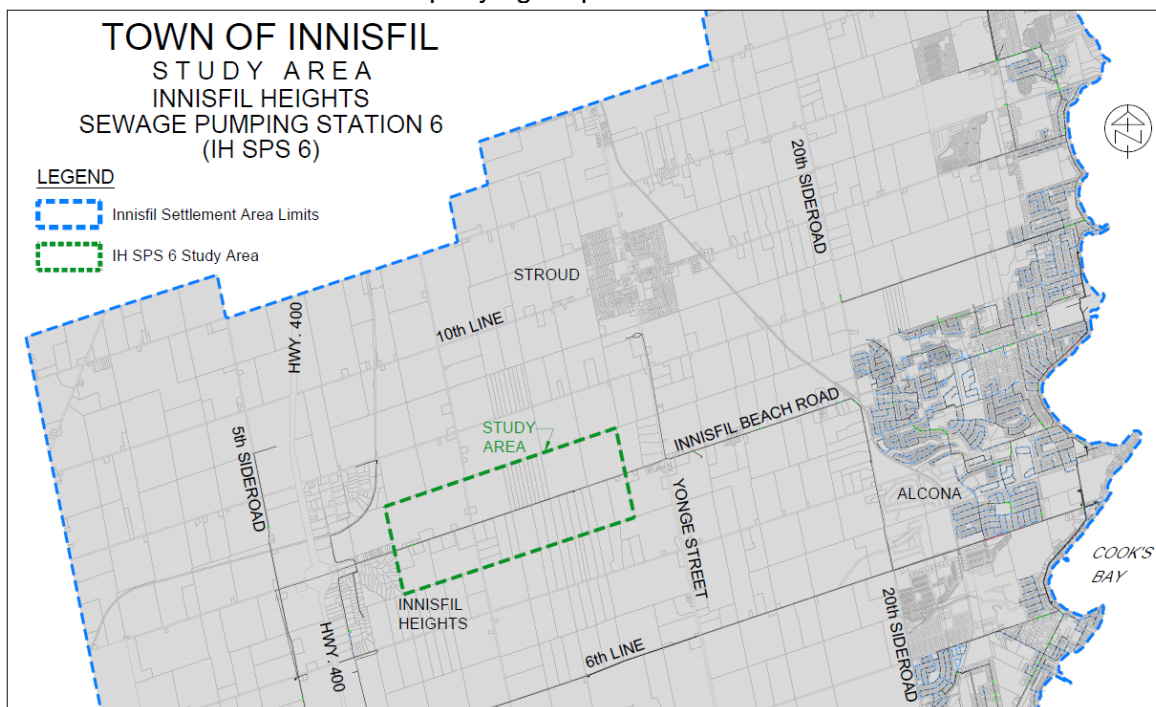 TOWN OF INNISFIL
STUDY AREA
INNISFIL HEIGHTS
SEWAGE PUMPING STATION 6
(IH SPS 6)
LEGEND
Innisfil Settlement Area Limits
IH SPS 6 Study Area
N
20th SIDEROAD
STROUD
HWY. 400
10th LINE
5th SIDEROAD
STUDY
AREA
INNISFIL BEACH ROAD
YONGE STREET
ALCONA
COOK'S
BAY
INNISFIL
HEIGHTS
HWY. 400
6th LINE
20th SIDEROAD